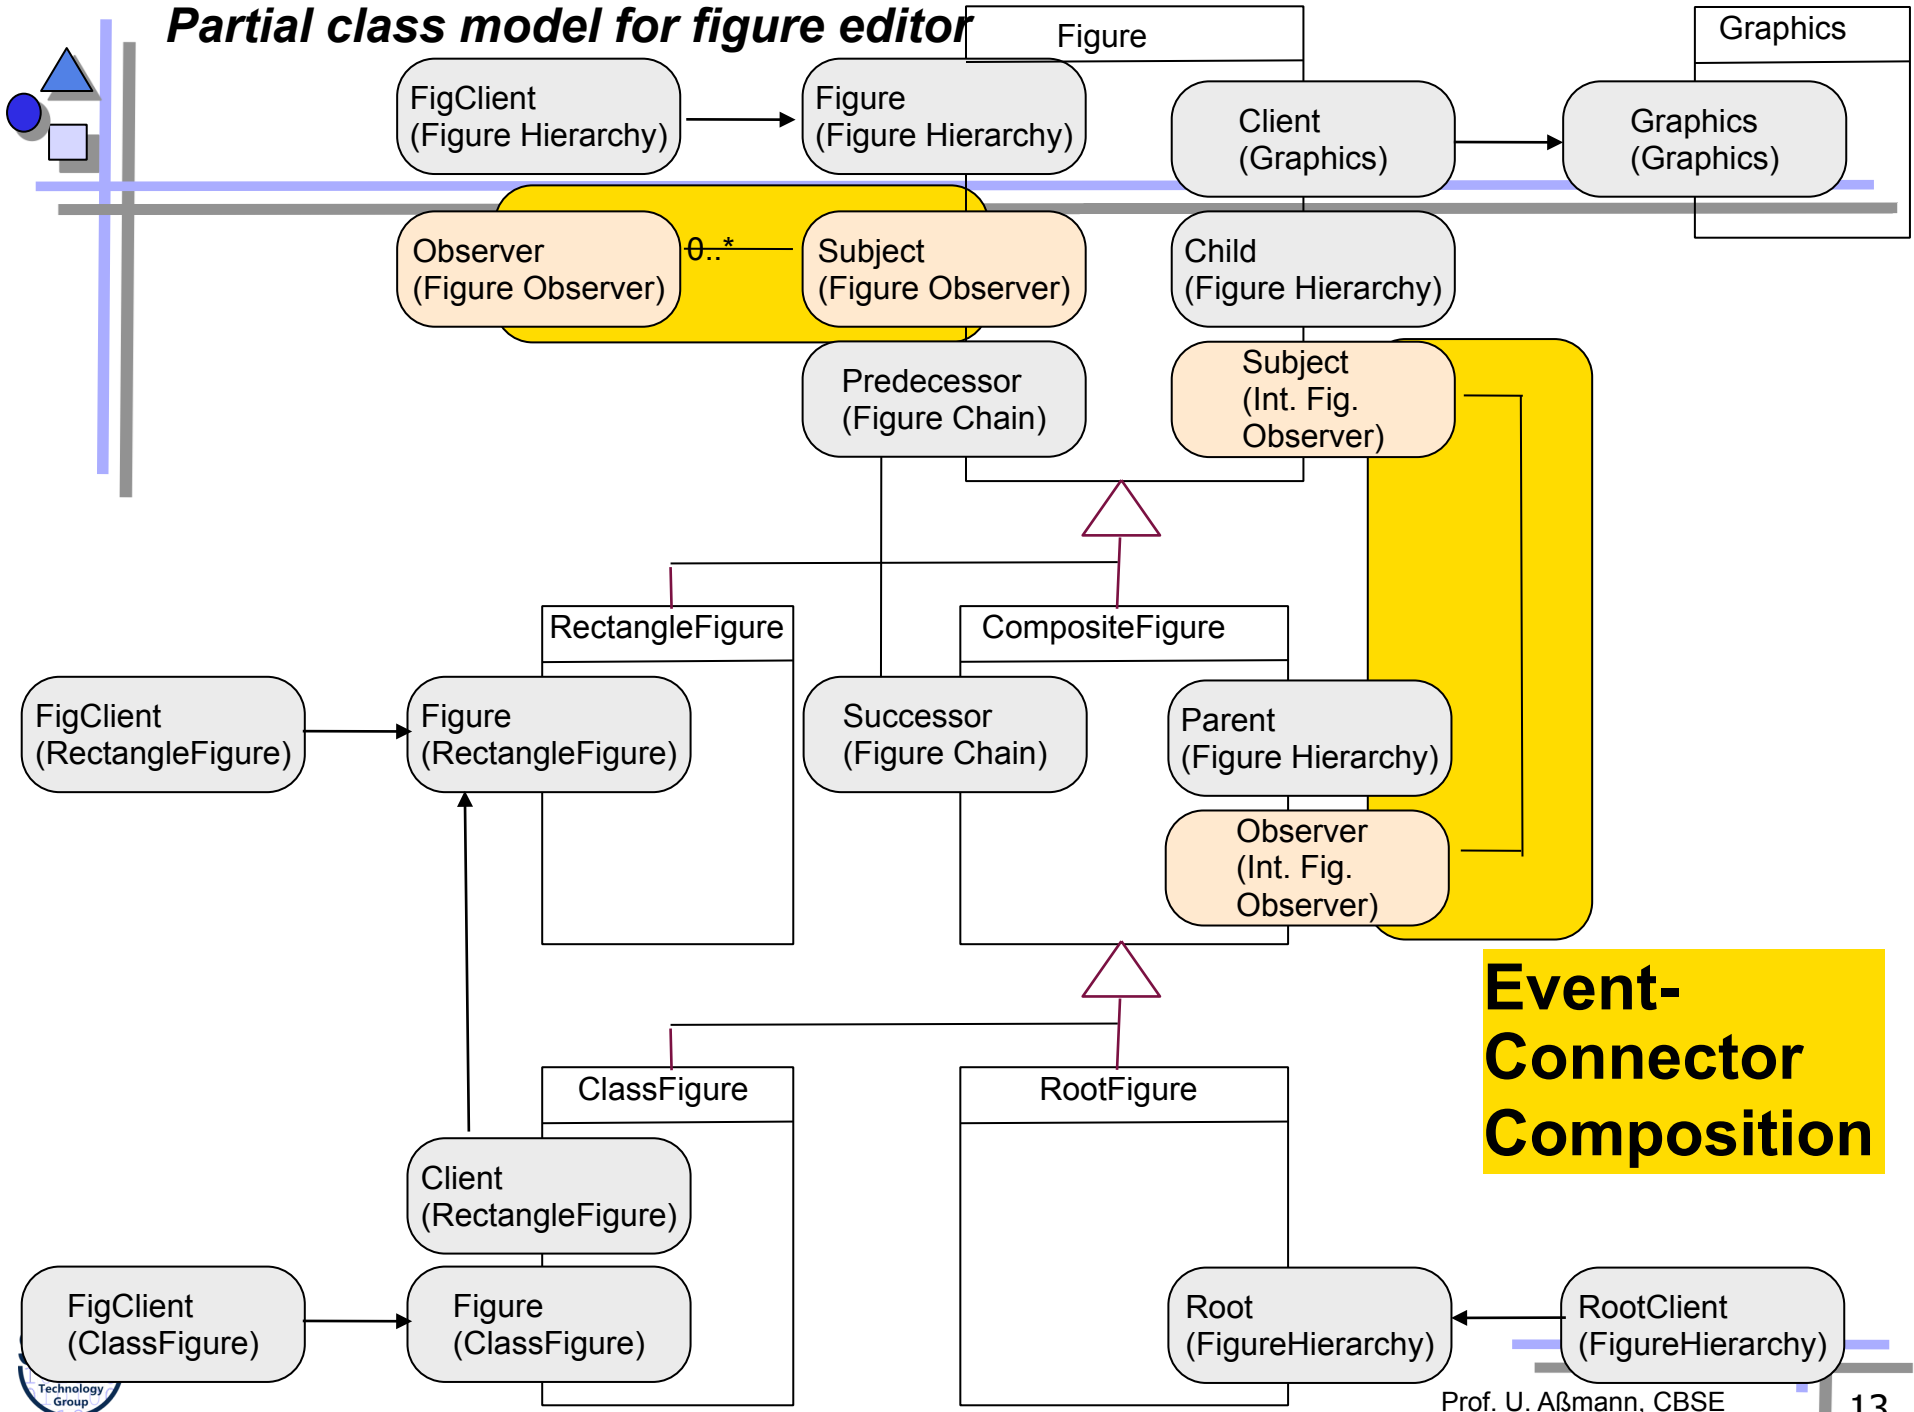 Partial class model for figure editor
Figure
Graphics
FigClient
(Figure Hierarchy)
Figure
(Figure Hierarchy)
Client
(Graphics)
Graphics
(Graphics)
Observer
(Figure Observer)
0..*
Subject
(Figure Observer)
Child
(Figure Hierarchy)
Predecessor
(Figure Chain)
Subject
(Int. Fig.
Observer)
RectangleFigure
CompositeFigure
FigClient
(RectangleFigure)
Figure
(RectangleFigure)
Successor
(Figure Chain)
Parent
(Figure Hierarchy)
Observer
(Int. Fig.
Observer)
Event-
Connector
Composition
ClassFigure
RootFigure
Client
(RectangleFigure)
FigClient
(ClassFigure)
Figure
(ClassFigure)
Root
(FigureHierarchy)
RootClient
(FigureHierarchy)
Technology
Group
Prof. U. Aßmann, CBSE
13